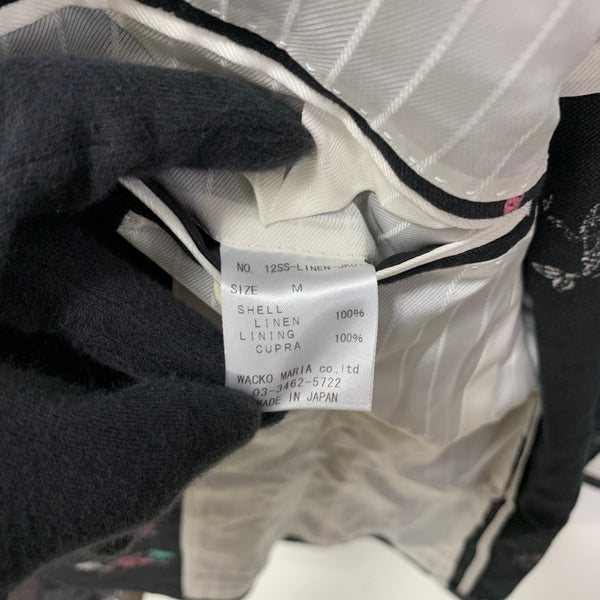 NO. 12SS-LINEN-JK01
SIZE M
SHELL
LINEN 100%
LINING
CUPRA 100%
WACKO MARIA co.,ltd
03-3462-5722
MADE IN JAPAN